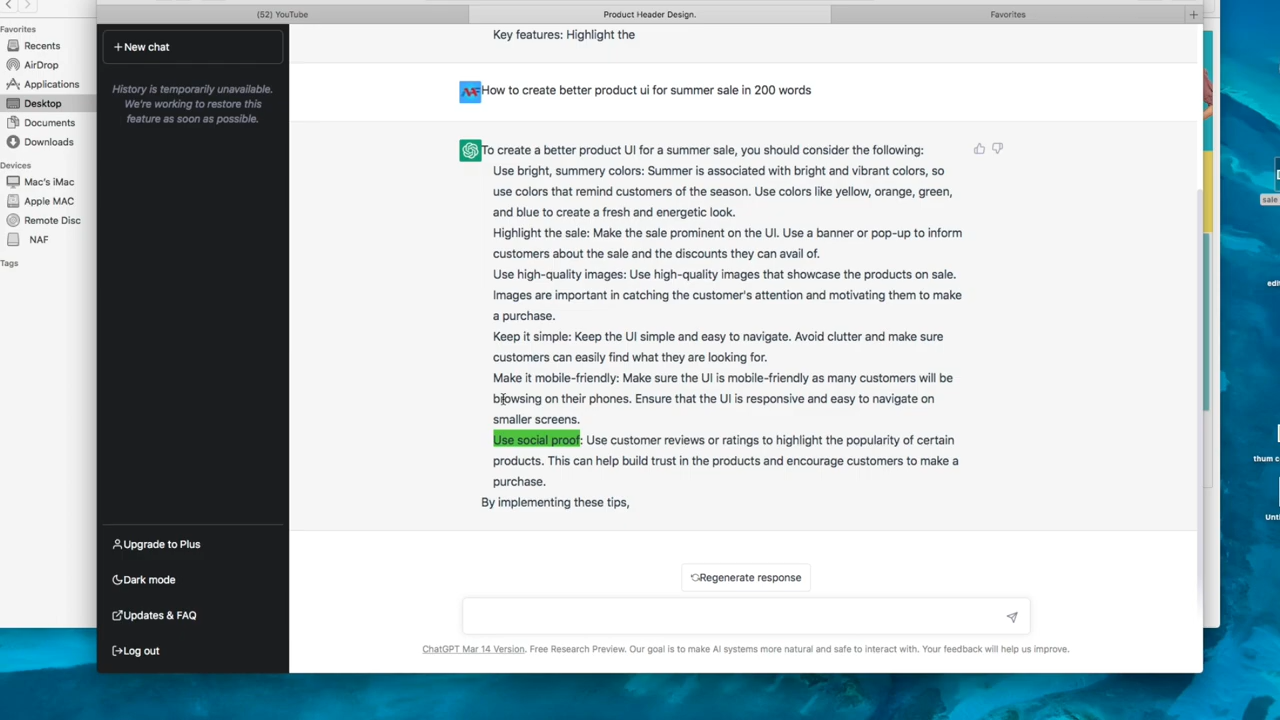 (52) YouTube
Product Header Design.
Favorites
Favorites
Recents
AirDrop
Applications
Desktop
Documents
Downloads
Devices
Mac's iMac
Apple MAC
Remote Disc
NAF
Tags
+ New chat
History is temporarily unavailable.
We're working to restore this
feature as soon as possible.
Upgrade to Plus
Dark mode
Updates & FAQ
Log out
Key features: Highlight the
How to create better product ui for summer sale in 200 words
To create a better product UI for a summer sale, you should consider the following:
Use bright, summery colors: Summer is associated with bright and vibrant colors, so
use colors that remind customers of the season. Use colors like yellow, orange, green,
and blue to create a fresh and energetic look.
Highlight the sale: Make the sale prominent on the UI. Use a banner or pop-up to inform
customers about the sale and the discounts they can avail of.
Use high-quality images: Use high-quality images that showcase the products on sale.
Images are important in catching the customer's attention and motivating them to make
a purchase.
Keep it simple: Keep the UI simple and easy to navigate. Avoid clutter and make sure
customers can easily find what they are looking for.
Make it mobile-friendly: Make sure the UI is mobile-friendly as many customers will be
browsing on their phones. Ensure that the UI is responsive and easy to navigate on
smaller screens.
Use social proof: Use customer reviews or ratings to highlight the popularity of certain
products. This can help build trust in the products and encourage customers to make a
purchase.
By implementing these tips,
Regenerate response
ChatGPT Mar 14 Version. Free Research Preview. Our goal is to make AI systems more natural and safe to interact with. Your feedback will help us improve.
sale
edit
thum c
Unt